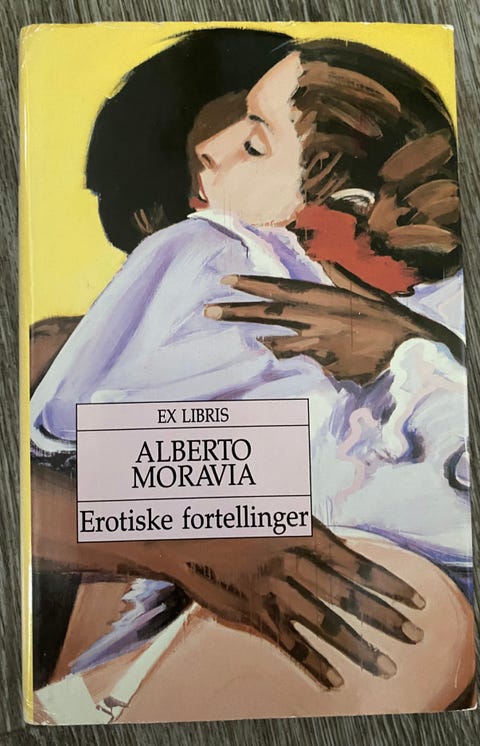 EX LIBRIS
ALBERTO
MORAVIA
Erotiske fortellinger